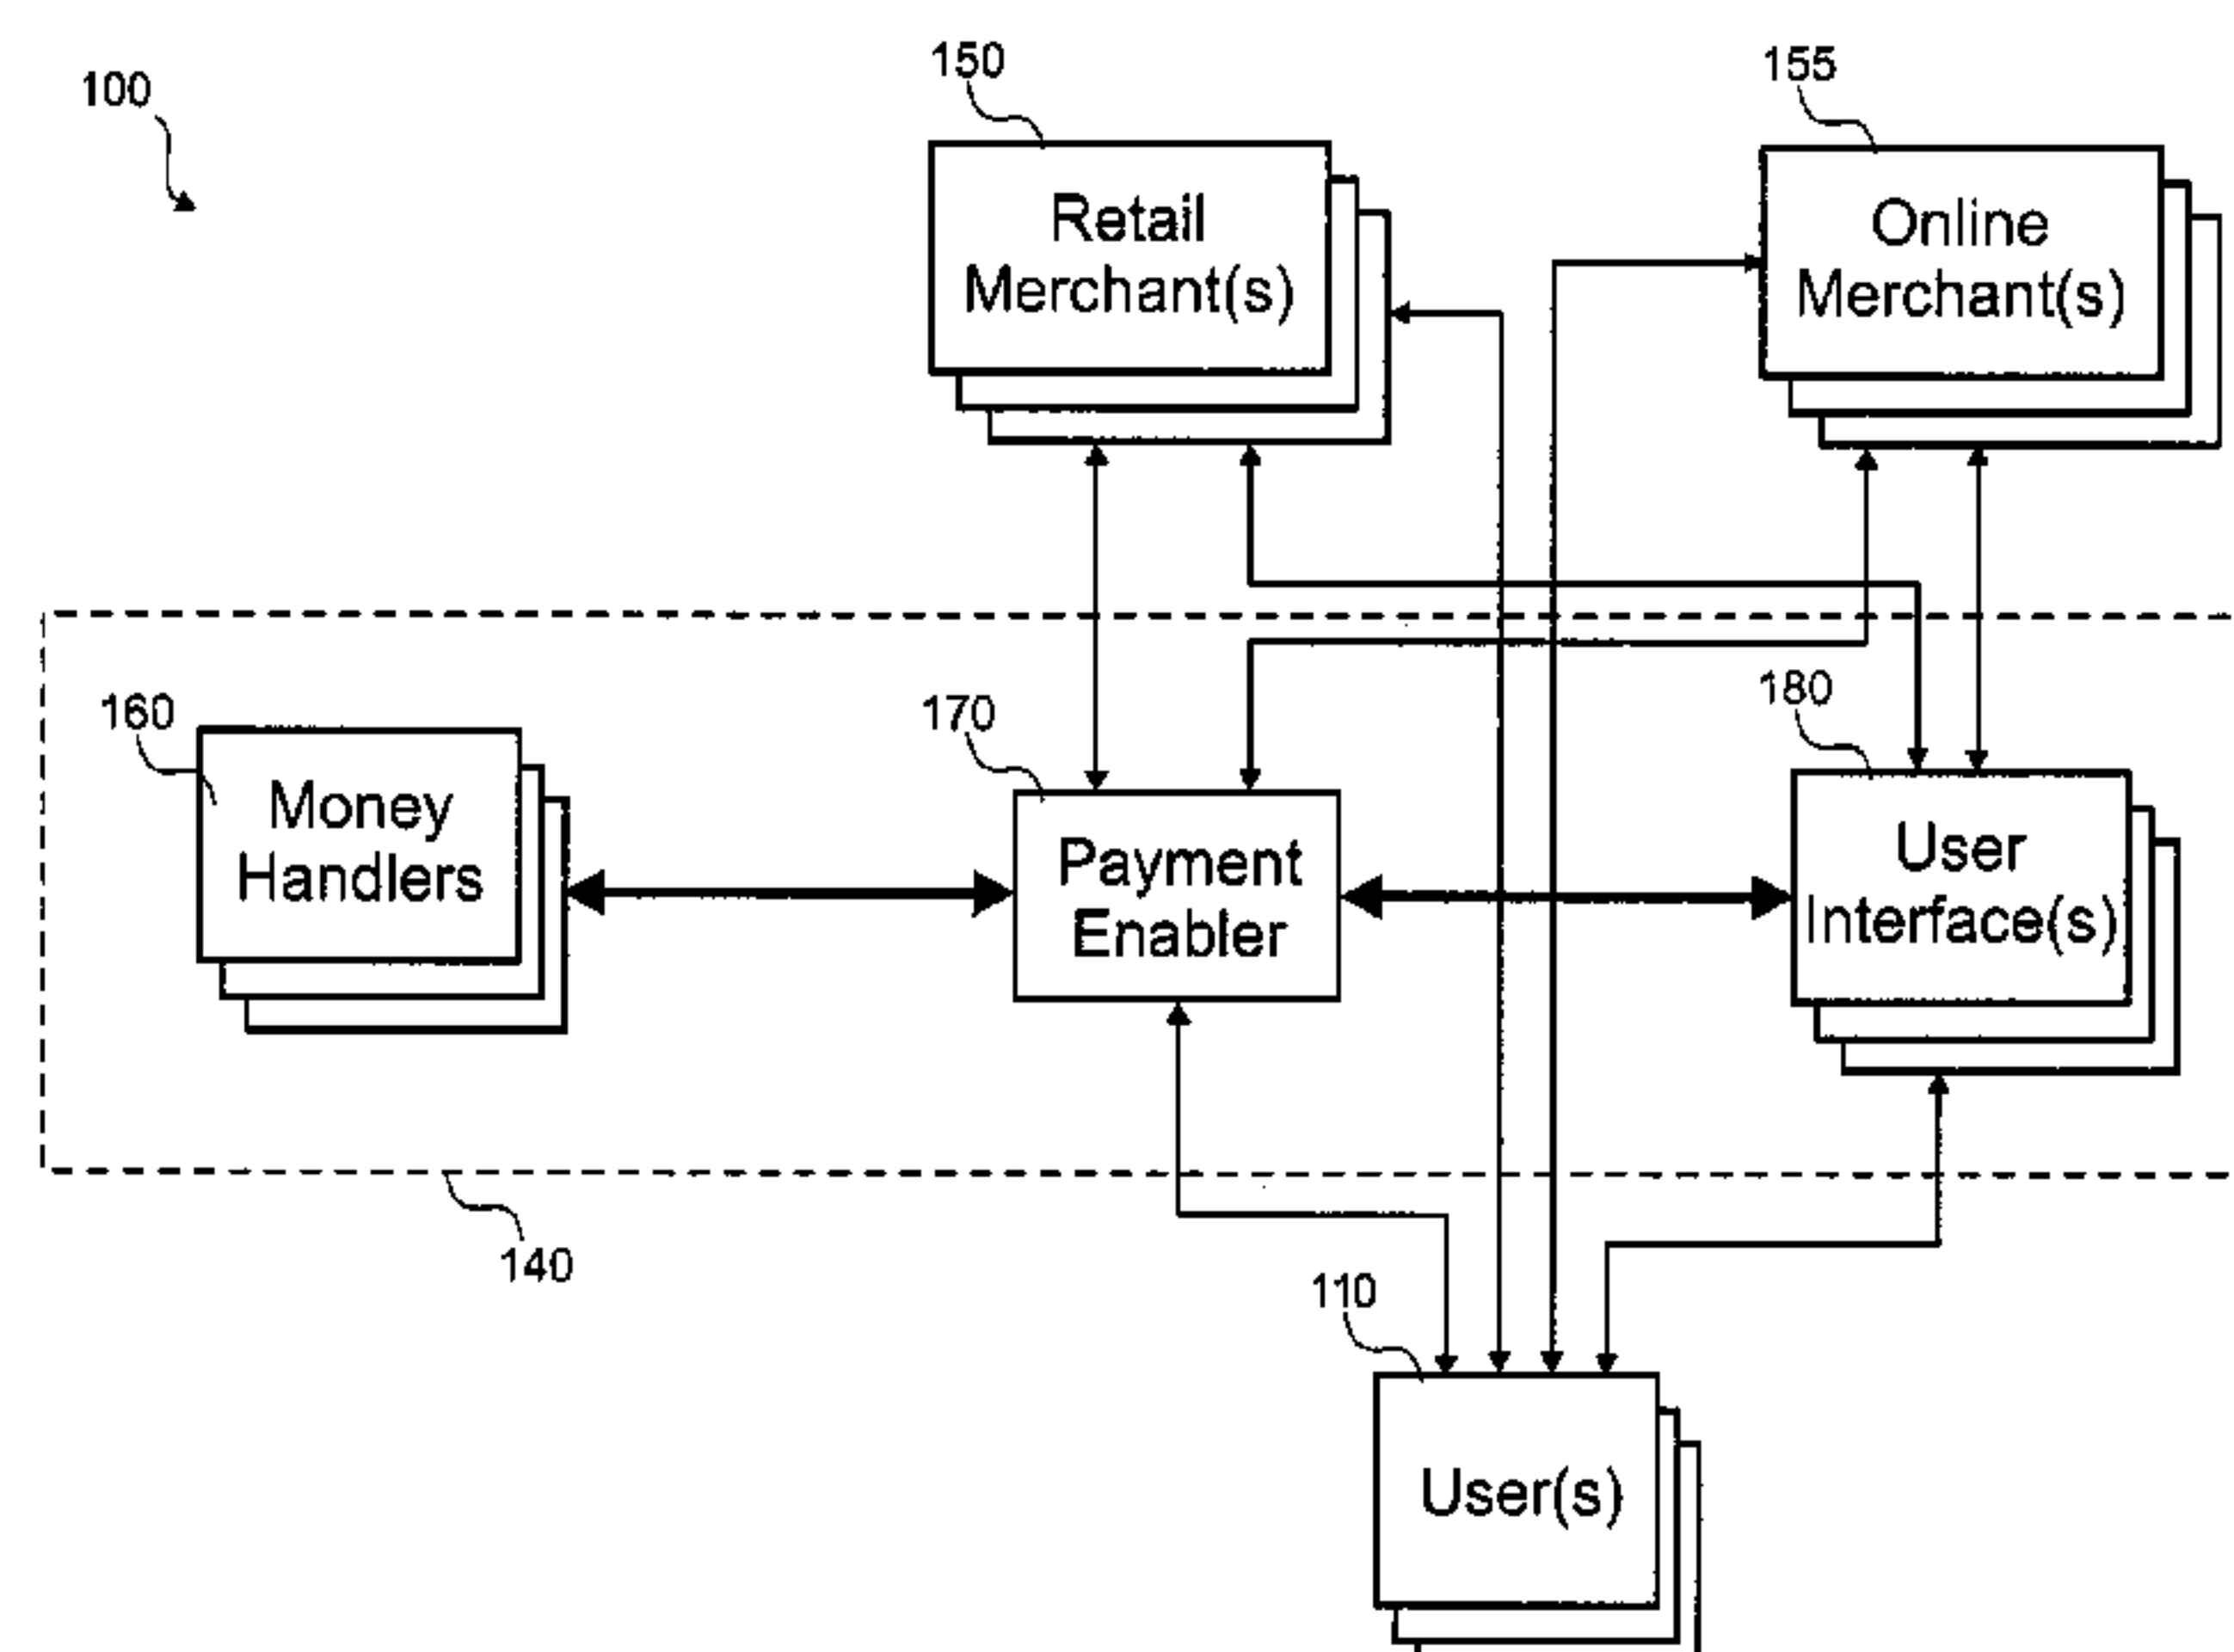 100
150
155
Retail
Merchant(s)
Online
Merchant(s)
160
170
180
Money
Handlers
Payment
Enabler
User
Interface(s)
140
110
User(s)